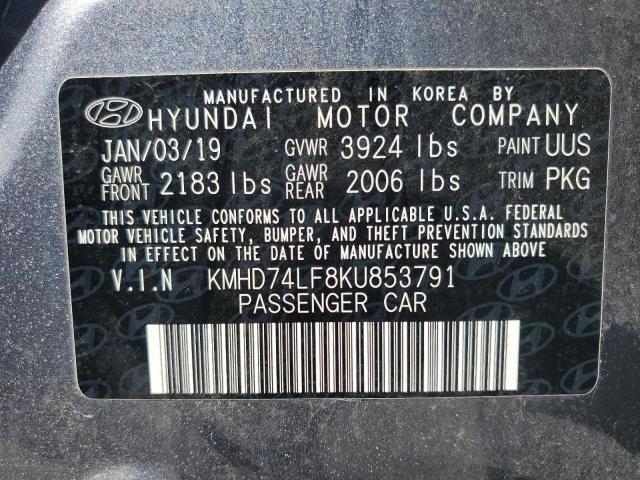 MANUFACTURED IN KOREA BY
HYUNDAI MOTOR COMPANY
JAN/03/19 GVWR 3924 lbs PAINT UUS
GAWR FRONT 2183 lbs GAWR REAR 2006 lbs TRIM PKG
THIS VEHICLE CONFORMS TO ALL APPLICABLE U.S.A. FEDERAL
MOTOR VEHICLE SAFETY, BUMPER, AND THEFT PREVENTION STANDARDS
IN EFFECT ON THE DATE OF MANUFACTURE SHOWN ABOVE
V.I.N KMHD74LF8KU853791
PASSENGER CAR